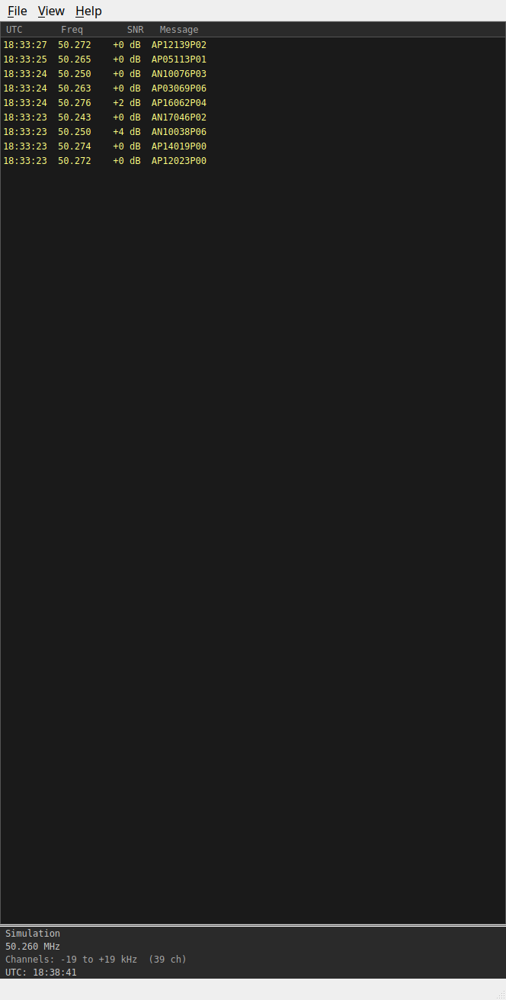 File View Help
UTC Freq SNR Message
18:33:27 50.272 +0 dB AP12139P02
18:33:25 50.265 +0 dB AP05113P01
18:33:24 50.250 +0 dB AN10076P03
18:33:24 50.263 +0 dB AP03069P06
18:33:24 50.276 +2 dB AP16062P04
18:33:23 50.243 +0 dB AN17046P02
18:33:23 50.250 +4 dB AN10038P06
18:33:23 50.274 +0 dB AP14019P00
18:33:23 50.272 +0 dB AP12023P00
Simulation
50.260 MHz
Channels: -19 to +19 kHz (39 ch)
UTC: 18:38:41